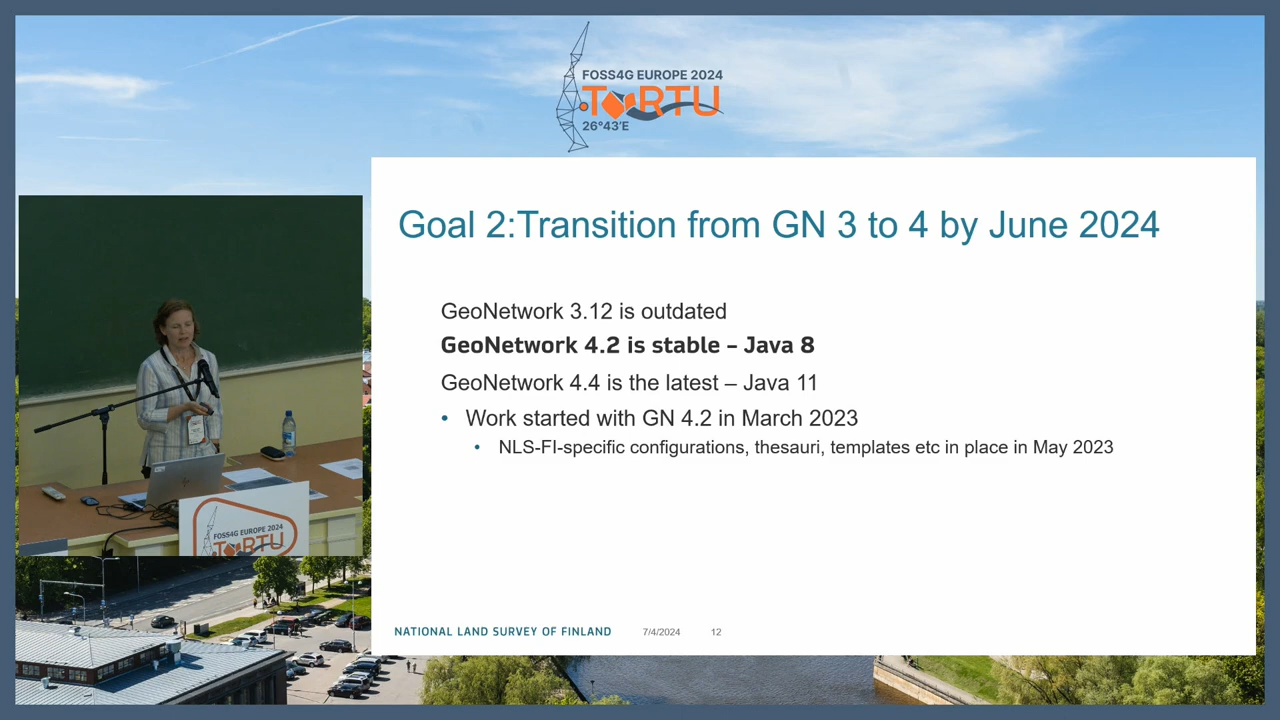 FOSS4G EUROPE 2024
TARTU
26°43'E
Goal 2:Transition from GN 3 to 4 by June 2024
GeoNetwork 3.12 is outdated
GeoNetwork 4.2 is stable – Java 8
GeoNetwork 4.4 is the latest – Java 11
• Work started with GN 4.2 in March 2023
• NLS-FI-specific configurations, thesauri, templates etc in place in May 2023
FOSS4G EUROPE 2024
TARTU
NATIONAL LAND SURVEY OF FINLAND 7/4/2024 12